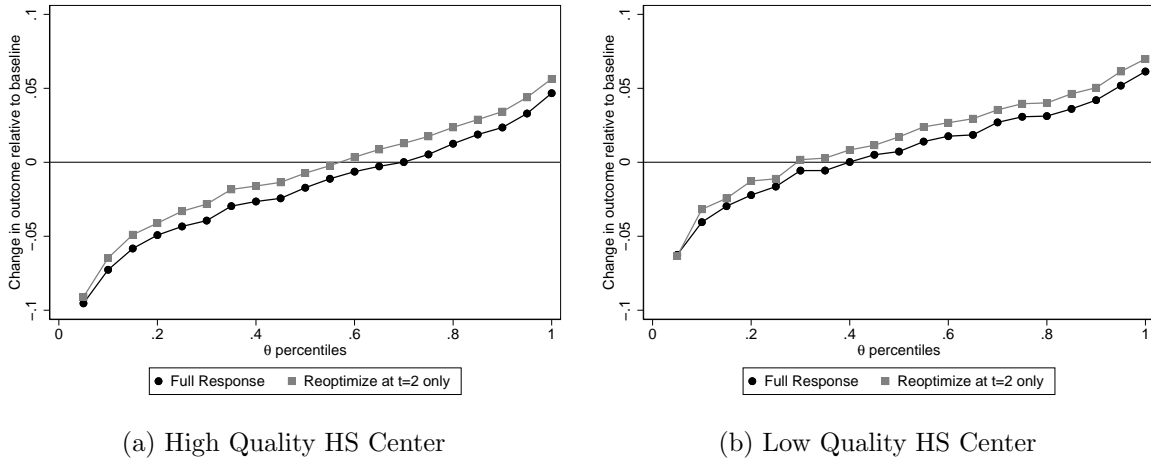 Change in outcome relative to baseline
.1
.05
0
-.05
-.1
0
.2
.4
.6
.8
1
θ percentiles
Full Response
Reoptimize at t=2 only
(a) High Quality HS Center
Change in outcome relative to baseline
.1
.05
0
-.05
-.1
0
.2
.4
.6
.8
1
θ percentiles
Full Response
Reoptimize at t=2 only
(b) Low Quality HS Center